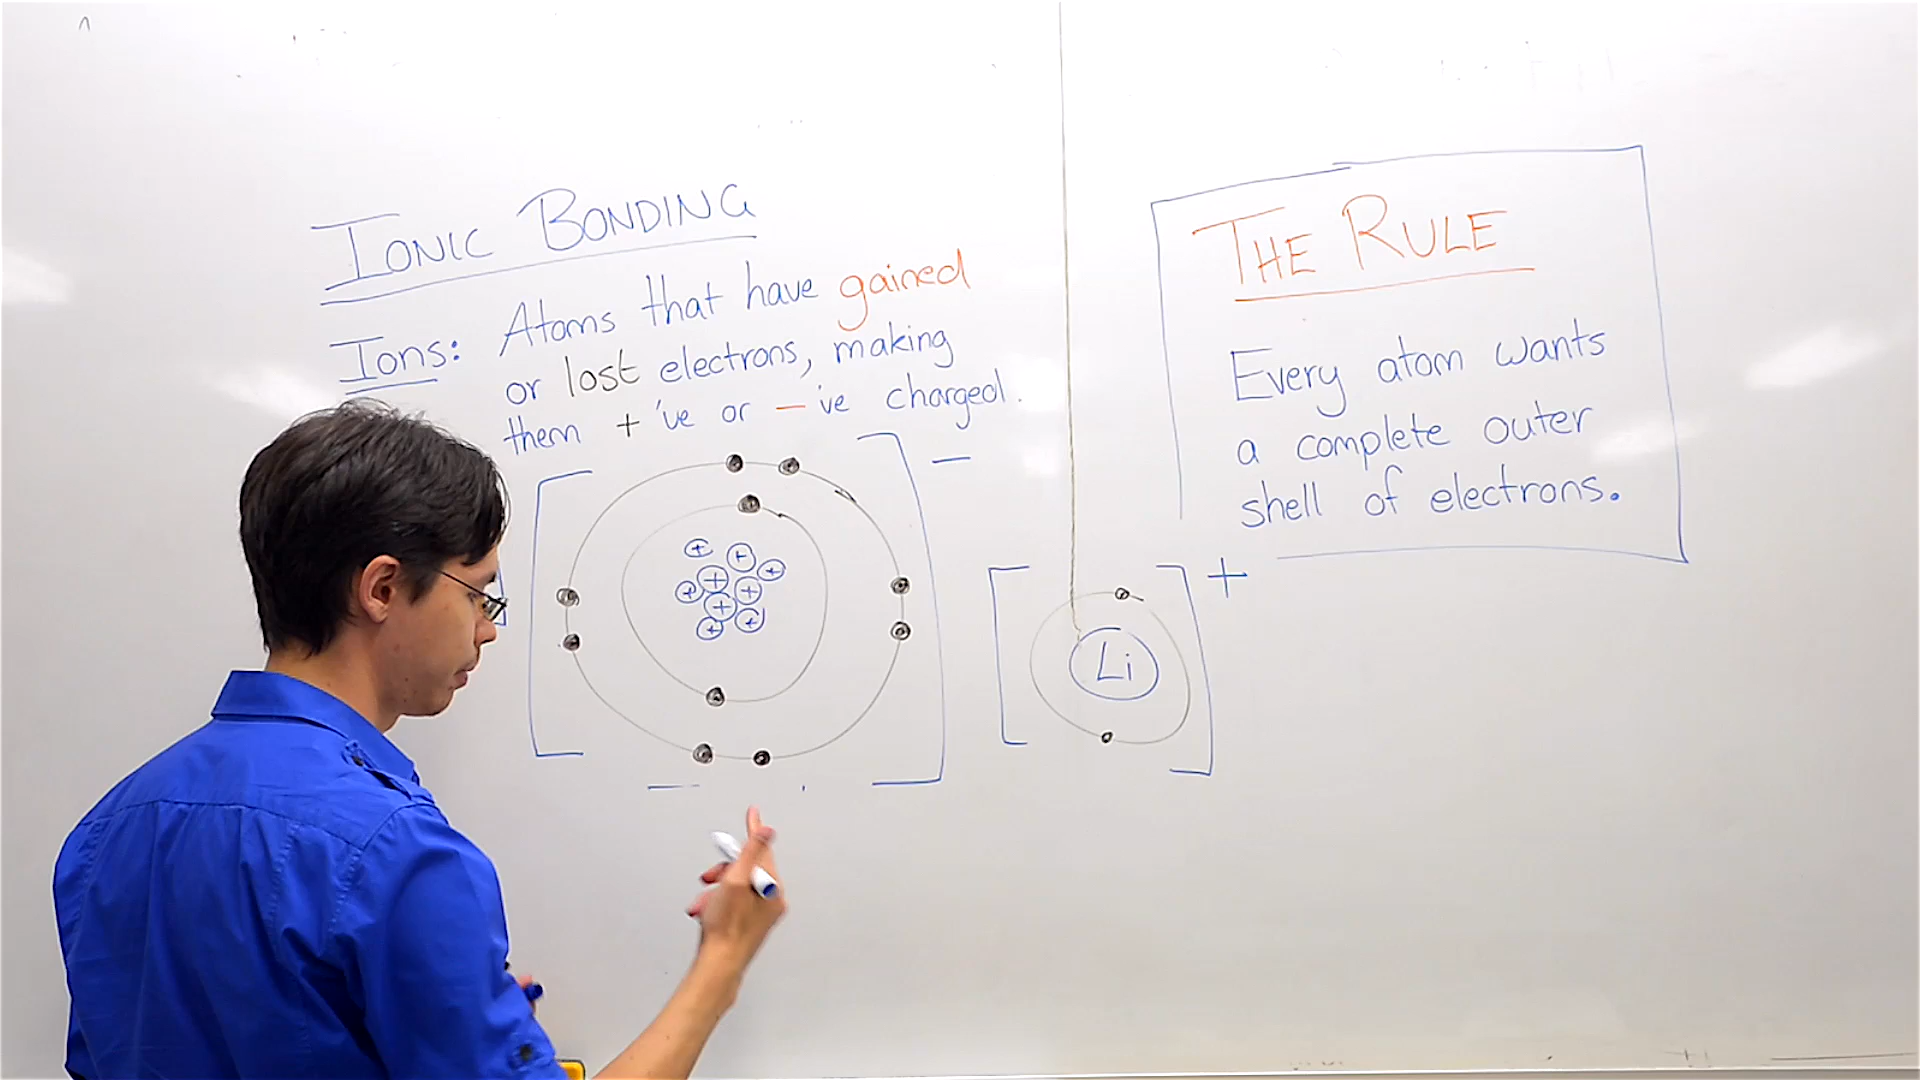 IONIC BONDING
Ions: Atoms that have gained
or lost electrons, making
them +'ve or −'ve charged.
THE RULE
Every atom wants
a complete outer
shell of electrons.
−
+ + + + + + + + +
+
Li